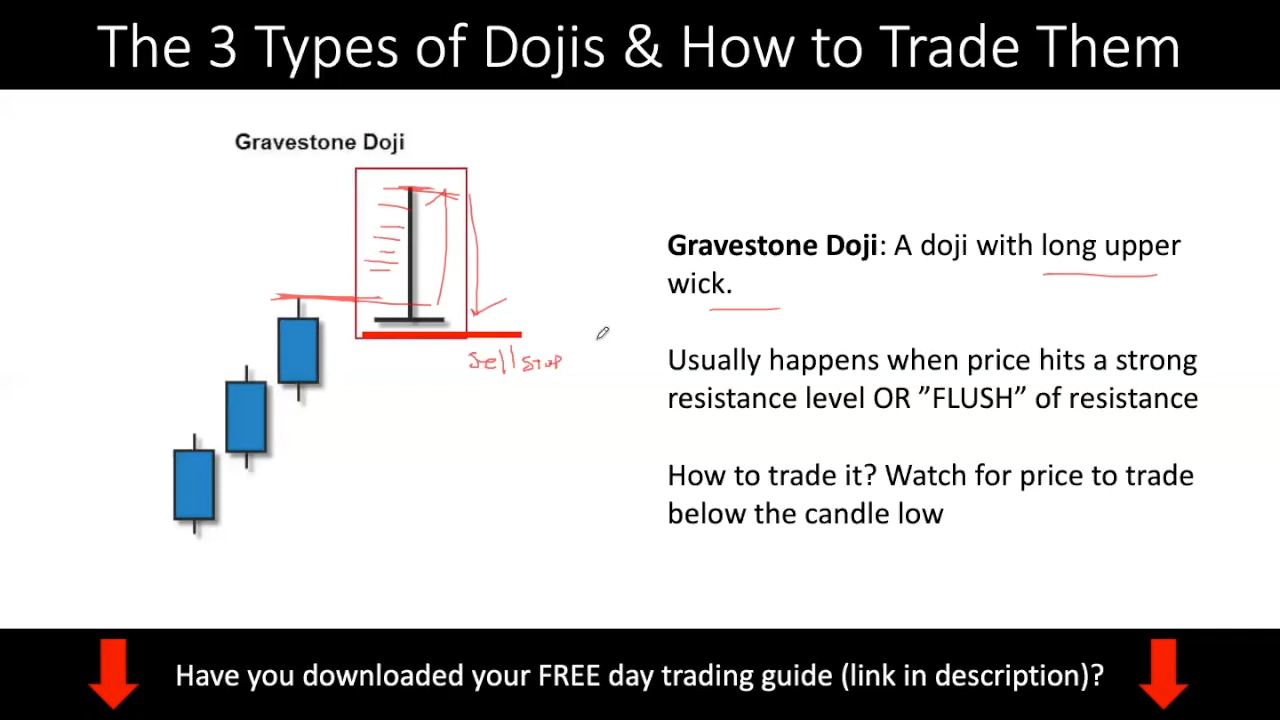 The 3 Types of Dojis & How to Trade Them
Gravestone Doji
Gravestone Doji: A doji with long upper
wick.
Usually happens when price hits a strong
resistance level OR ”FLUSH” of resistance
How to trade it? Watch for price to trade
below the candle low
sell stop
Have you downloaded your FREE day trading guide (link in description)?